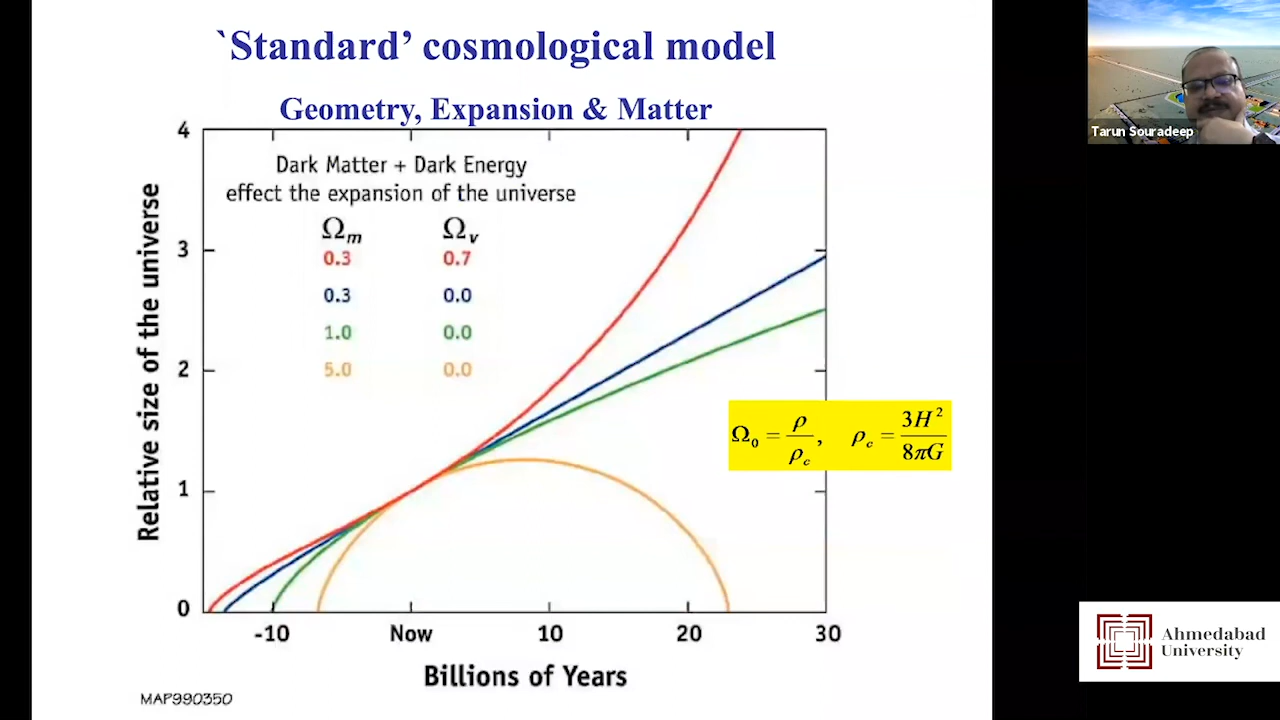 `Standard’ cosmological model
Geometry, Expansion & Matter
Dark Matter + Dark Energy
effect the expansion of the universe
Ωm Ωv
0.3 0.7
0.3 0.0
1.0 0.0
5.0 0.0
Relative size of the universe
4
3
2
1
0
-10 Now 10 20 30
Billions of Years
MAP990350
Ω0 = ρ/ρc, ρc = 3H²/8πG
Tarun Souradeep
Ahmedabad
University